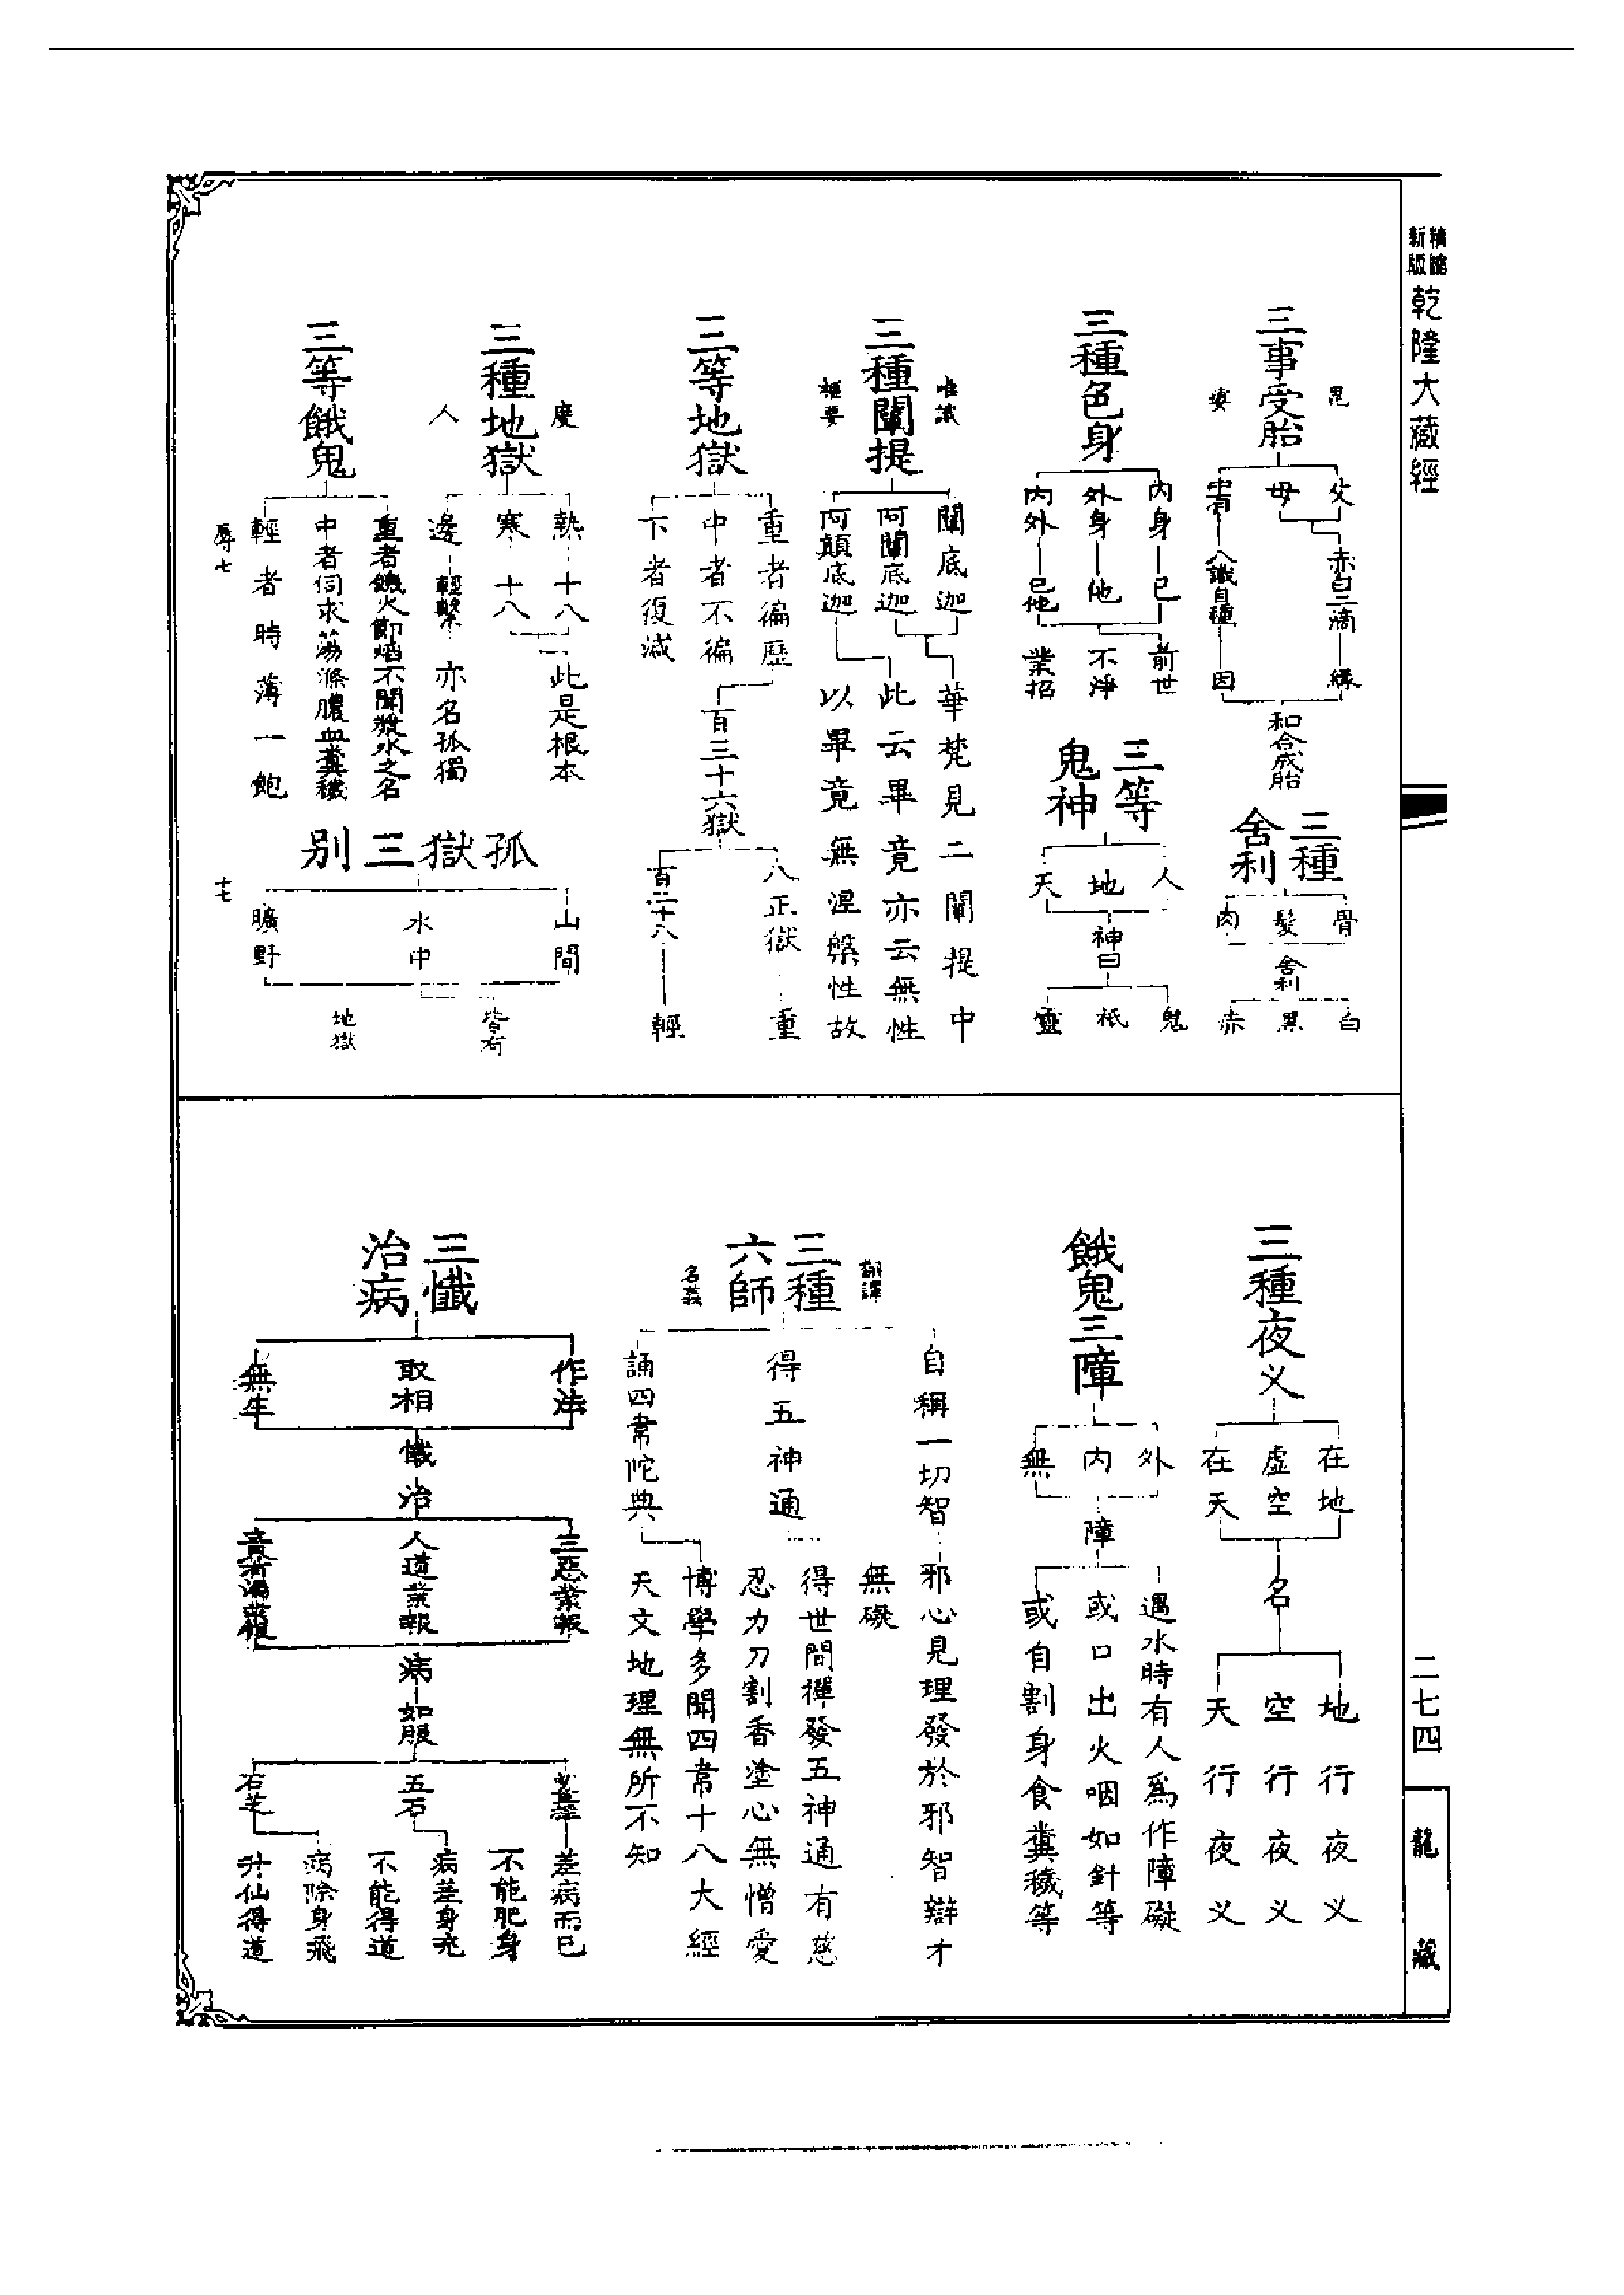 新版
精縮
乾隆大藏經
二七四
龍藏
三事受胎
毘
婆
父
母
中有
赤白二滴
八識自種
緣
因
和合成胎
三種
舍利
骨
髮
肉
舍利
白
黑
赤
三種色身
內身
外身
內外
己
他
己他
前世
不淨
業招
三等
鬼神
人
地
天
神曰
鬼
祇
靈
三種闡提
唯識
樞要
闡底迦
阿闡底迦
阿顛底迦
華梵見二闡提中
此云畢竟亦云無性
以畢竟無涅槃性故
三等地獄
重者徧歷
中者不徧
下者復減
百三十六獄
八正獄
百二十八
重
輕
三種地獄
度
人
熱
寒
邊
十八
十八
輕繫
此是根本
亦名孤獨
三等餓鬼
重者饑火節焰不聞漿水之名
中者伺求蕩滌膿血糞穢
輕者時薄一飽
辱七
十七
孤獄三別
山間
水中
曠野
皆有
地獄
三種夜义
在地
虛空
在天
名
地行夜义
空行夜义
天行夜义
餓鬼三障
外
內
無
障
遇水時有人為作障礙
或口出火咽如針等
或自割身食糞穢等
三種
六師
翻譯
名義
自稱一切智
得五神通
誦四韋陀典
邪心見理發於邪智辯才
無礙
得世間禪發五神通有慈
忍力刀割香塗心無憎愛
博學多聞四韋十八大經
天文地理無所不知
三懺
治病
作法
取相
無生
懺
治
三惡業報
人道業報
病
如服
五石
石芝
差病而已
不能肥身
病差身充
不能得道
病除身飛
升仙得道